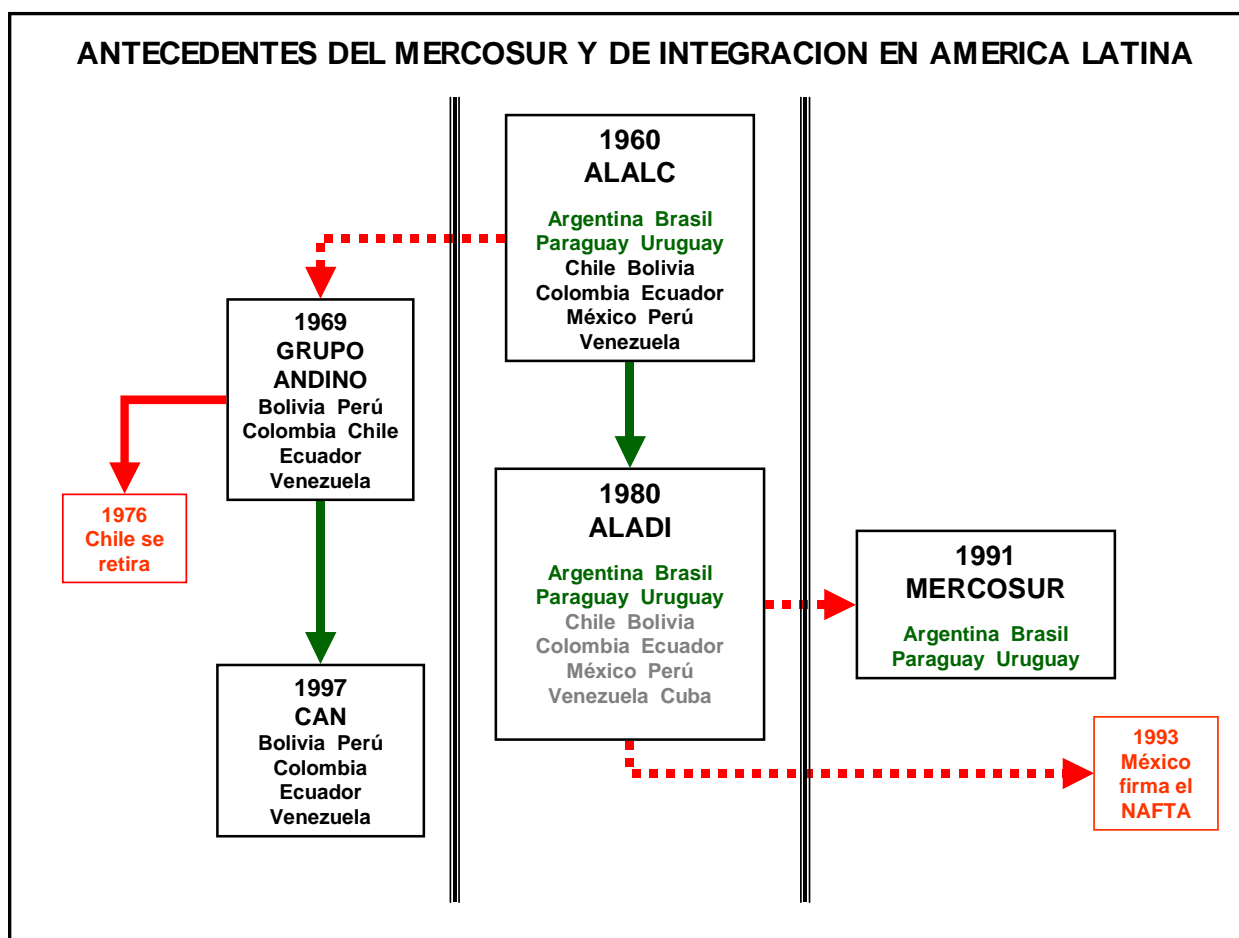 ANTECEDENTES DEL MERCOSUR Y DE INTEGRACION EN AMERICA LATINA
1960
ALALC
Argentina Brasil
Paraguay Uruguay
Chile Bolivia
Colombia Ecuador
México Perú
Venezuela
1969
GRUPO
ANDINO
Bolivia Perú
Colombia Chile
Ecuador
Venezuela
1976
Chile se
retira
1980
ALADI
Argentina Brasil
Paraguay Uruguay
Chile Bolivia
Colombia Ecuador
México Perú
Venezuela Cuba
1991
MERCOSUR
Argentina Brasil
Paraguay Uruguay
1997
CAN
Bolivia Perú
Colombia
Ecuador
Venezuela
1993
México
firma el
NAFTA